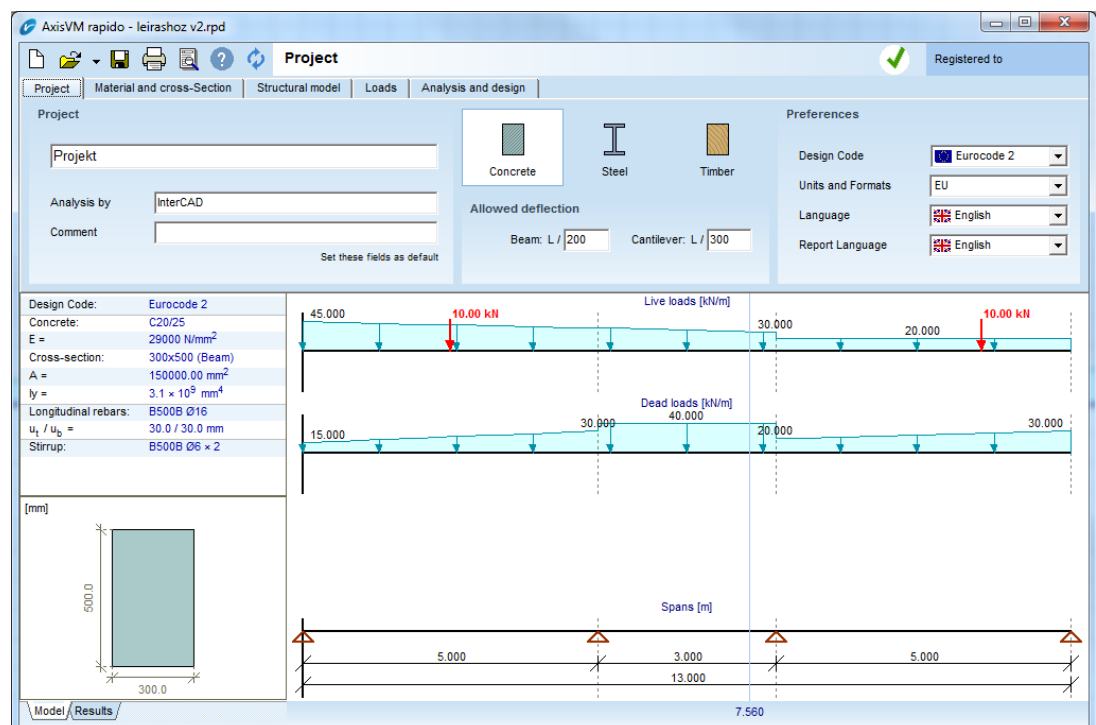 AxisVM rapido - leirashoz v2.rpd
Project
Registered to
Project Material and cross-Section Structural model Loads Analysis and design
Project
Projekt
Analysis by InterCAD
Comment
Set these fields as default
Concrete Steel Timber
Allowed deflection
Beam: L / 200 Cantilever: L / 300
Preferences
Design Code Eurocode 2
Units and Formats EU
Language English
Report Language English
Design Code: Eurocode 2
Concrete: C20/25
E = 29000 N/mm²
Cross-section: 300x500 (Beam)
A = 150000.00 mm²
Iy = 3.1 × 10⁹ mm⁴
Longitudinal rebars: B500B Ø16
u_t / u_b = 30.0 / 30.0 mm
Stirrup: B500B Ø6 × 2
[mm]
500.0
300.0
Live loads [kN/m]
45.000 10.00 kN 30.000 20.000 10.00 kN
Dead loads [kN/m]
15.000 30.000 40.000 20.000 30.000
Spans [m]
5.000 3.000 5.000
13.000
Model Results
7.560